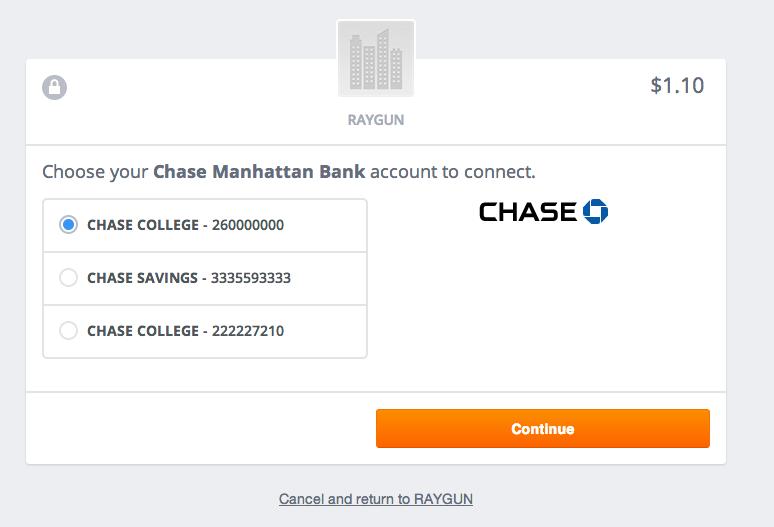 $1.10
RAYGUN
Choose your Chase Manhattan Bank account to connect.
CHASE
CHASE COLLEGE - 260000000
CHASE SAVINGS - 3335593333
CHASE COLLEGE - 222227210
Continue
Cancel and return to RAYGUN